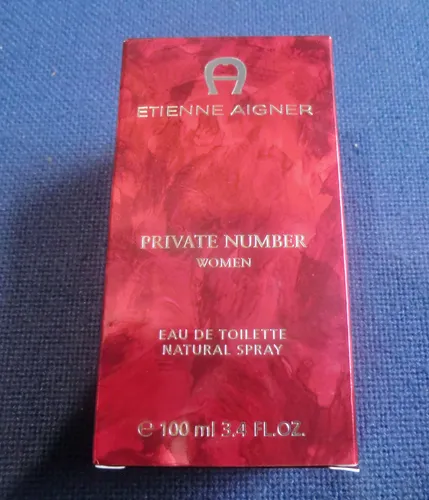 ETIENNE AIGNER
PRIVATE NUMBER
WOMEN
EAU DE TOILETTE
NATURAL SPRAY
℮ 100 ml 3.4 FL.OZ.